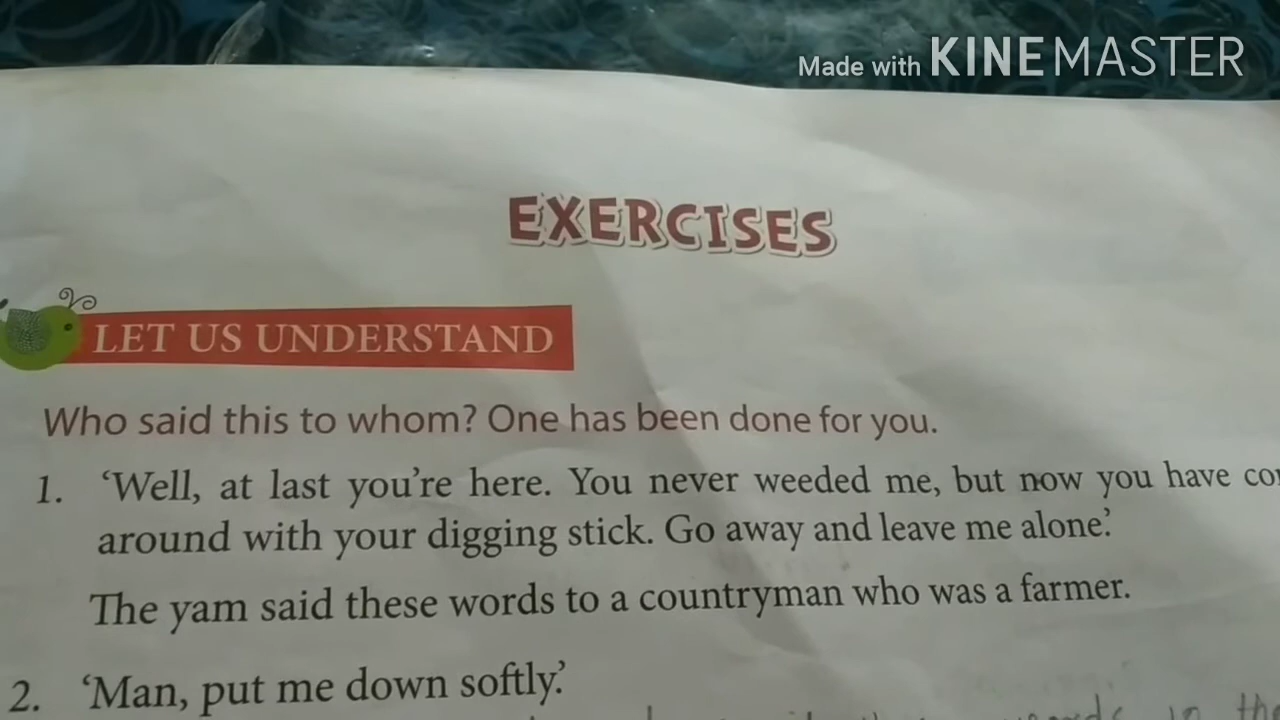 Made with KINEMASTER
EXERCISES
LET US UNDERSTAND
Who said this to whom? One has been done for you.
1. ‘Well, at last you’re here. You never weeded me, but now you have
around with your digging stick. Go away and leave me alone.’
The yam said these words to a countryman who was a farmer.
2. ‘Man, put me down softly.’
in the